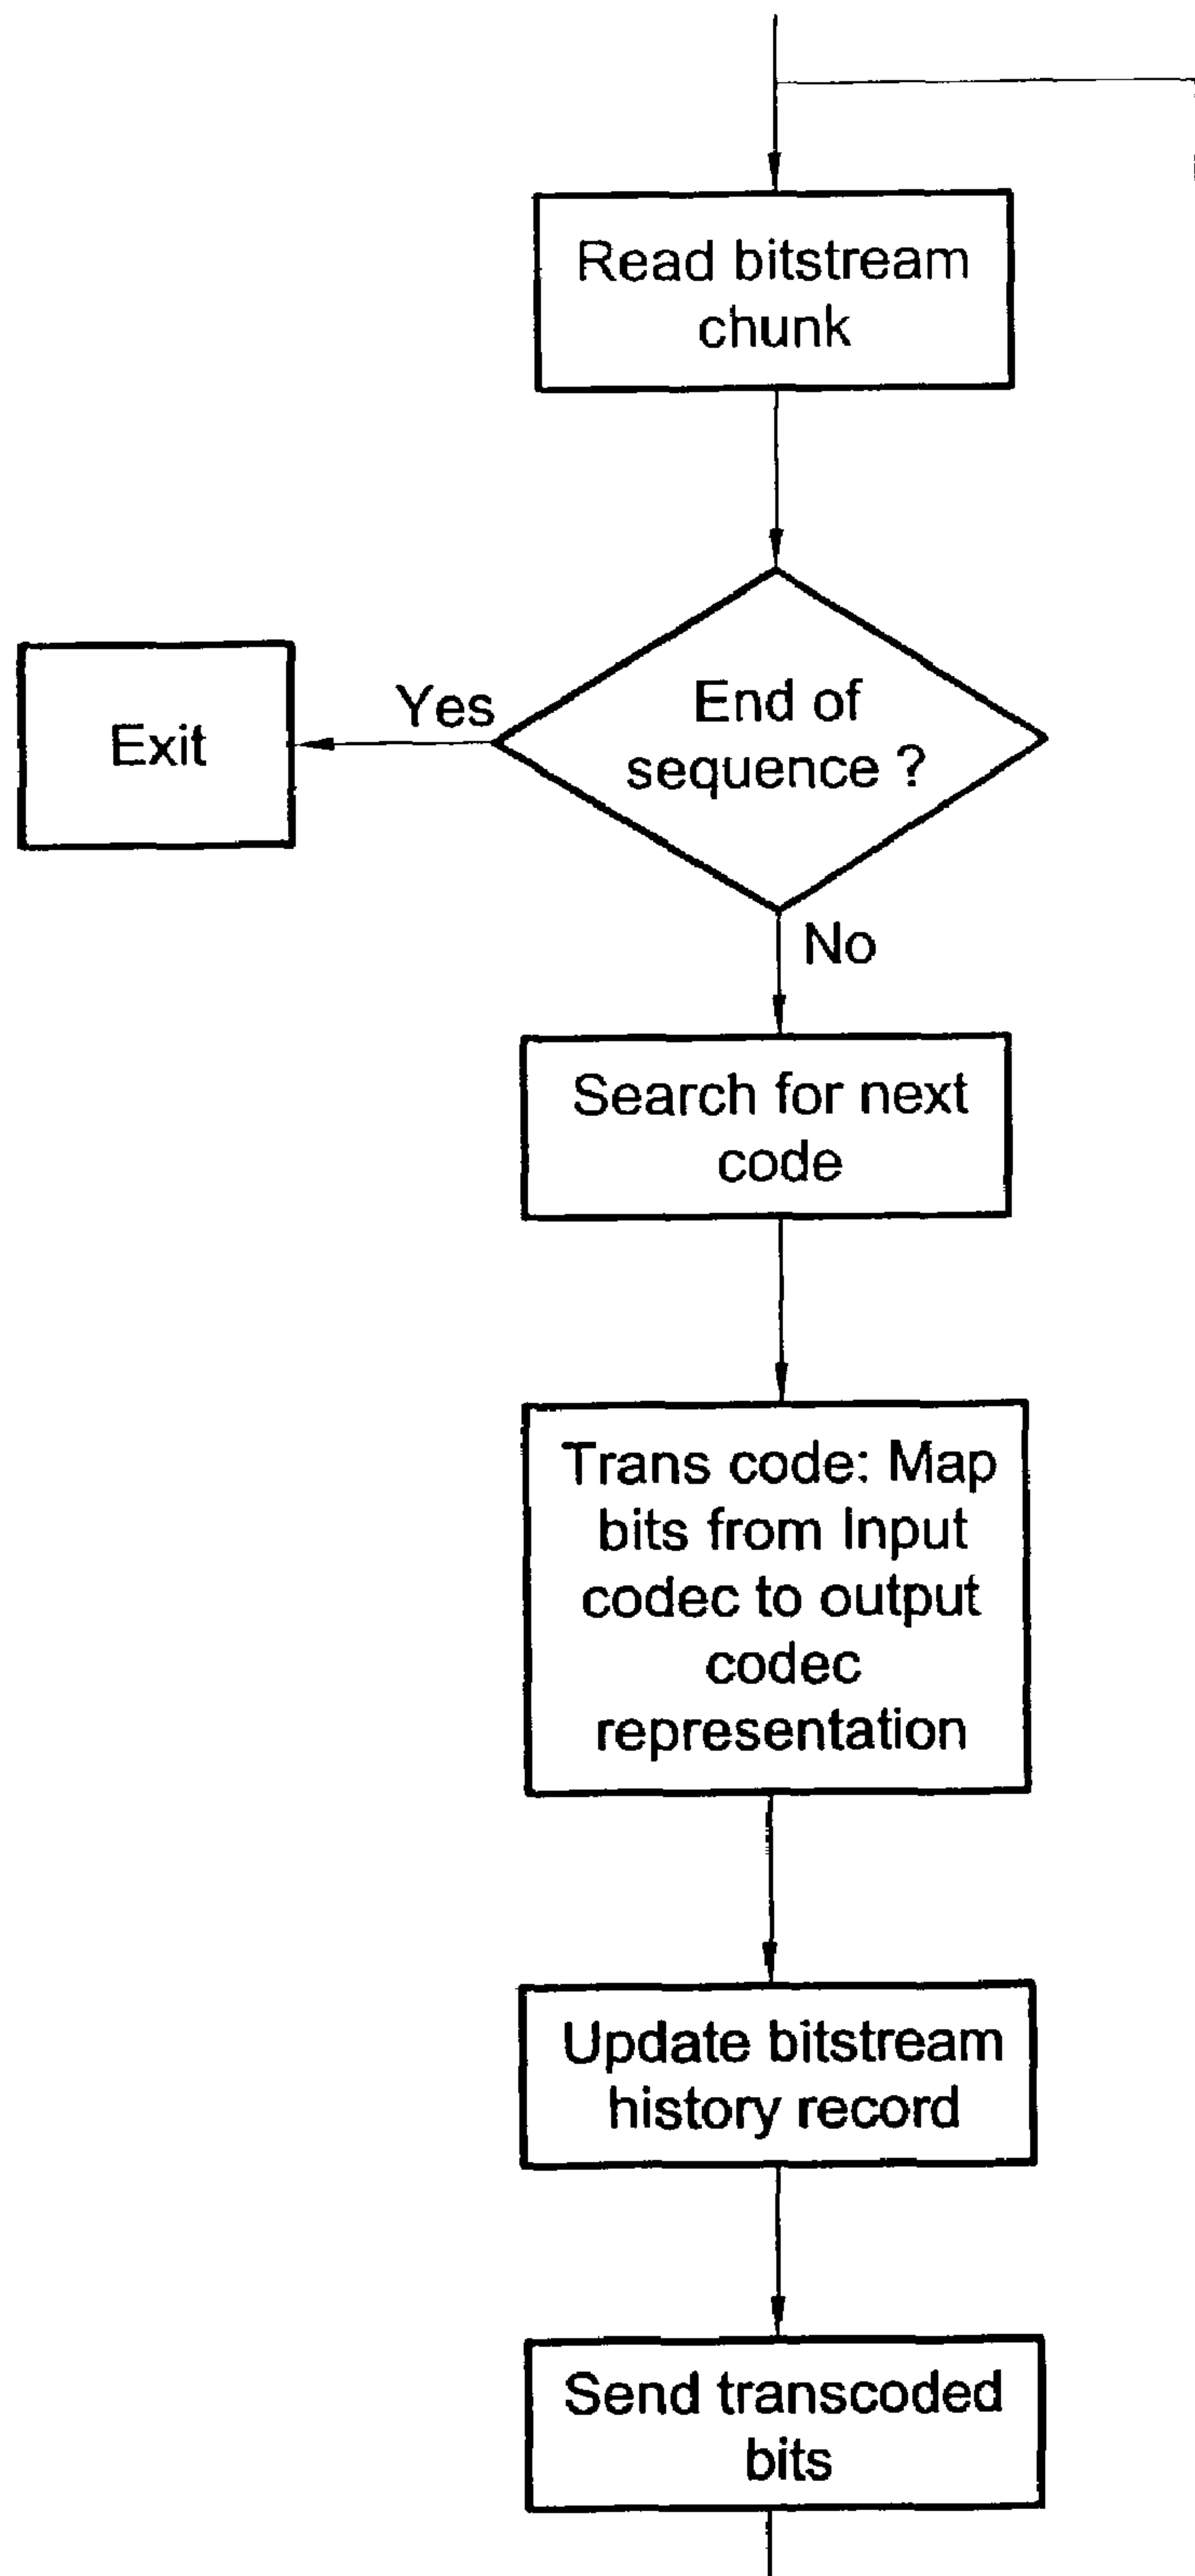 Read bitstream
chunk
End of
sequence ?
Yes
Exit
No
Search for next
code
Trans code: Map
bits from Input
codec to output
codec
representation
Update bitstream
history record
Send transcoded
bits